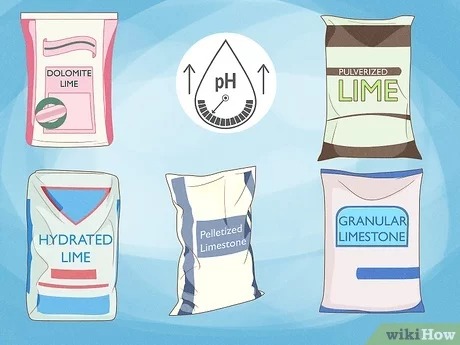 DOLOMITE
LIME
pH
PULVERIZED
LIME
HYDRATED
LIME
Pelletized
Limestone
GRANULAR
LIMESTONE
wikiHow